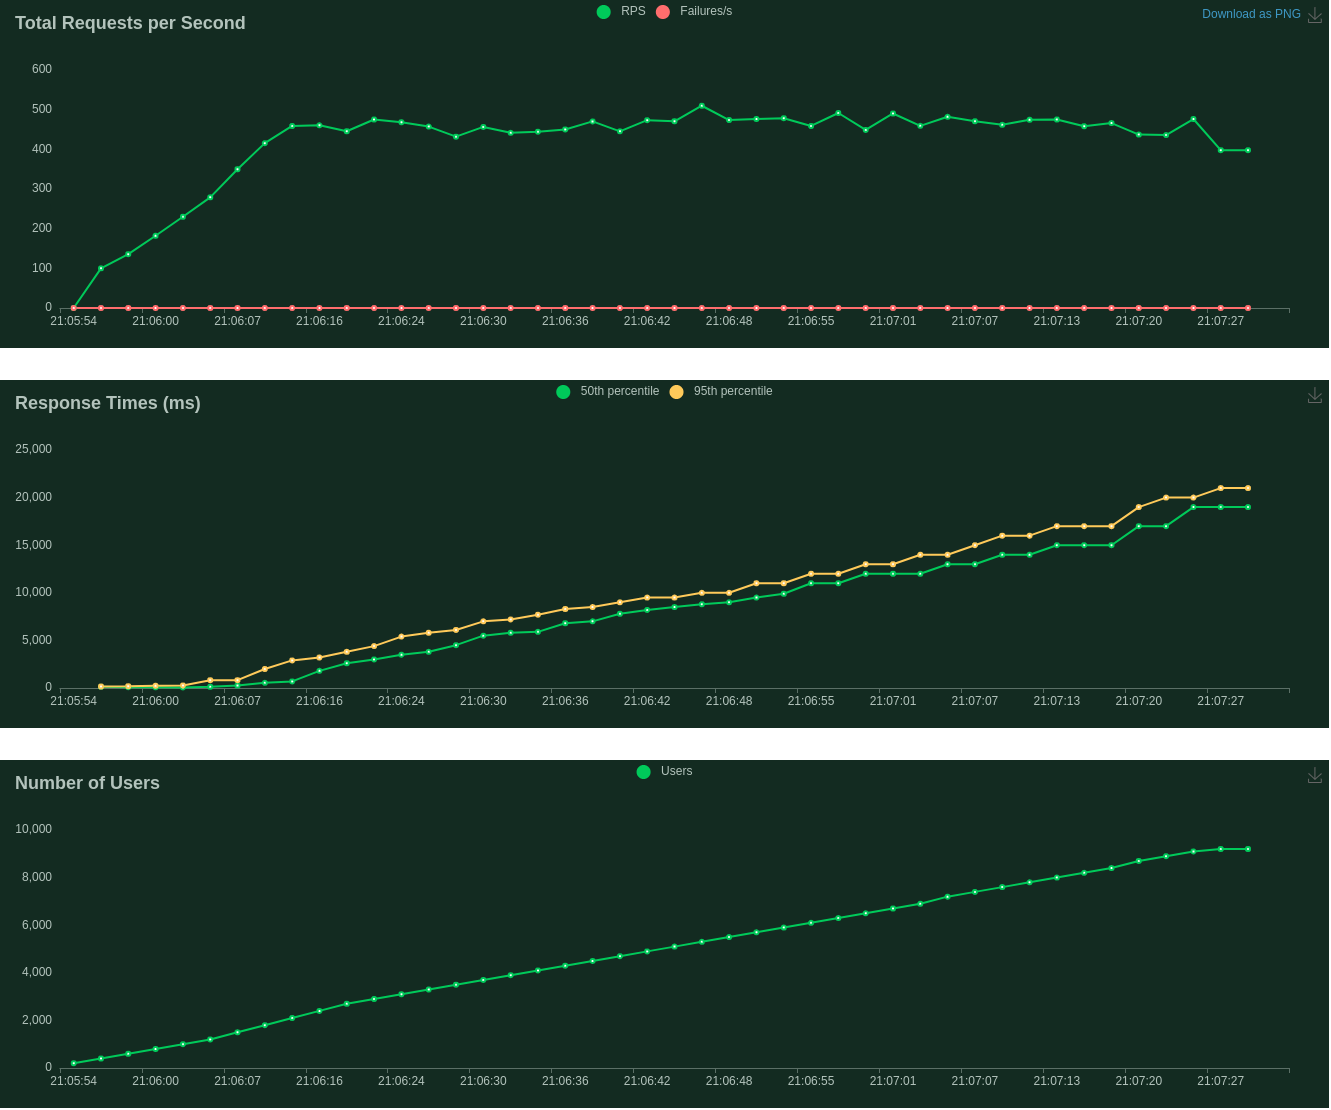 RPS Failures/s
Total Requests per Second
Download as PNG
600
500
400
300
200
100
0
21:05:54 21:06:00 21:06:07 21:06:16 21:06:24 21:06:30 21:06:36 21:06:42 21:06:48 21:06:55 21:07:01 21:07:07 21:07:13 21:07:20 21:07:27
50th percentile 95th percentile
Response Times (ms)
25,000
20,000
15,000
10,000
5,000
0
21:05:54 21:06:00 21:06:07 21:06:16 21:06:24 21:06:30 21:06:36 21:06:42 21:06:48 21:06:55 21:07:01 21:07:07 21:07:13 21:07:20 21:07:27
Users
Number of Users
10,000
8,000
6,000
4,000
2,000
0
21:05:54 21:06:00 21:06:07 21:06:16 21:06:24 21:06:30 21:06:36 21:06:42 21:06:48 21:06:55 21:07:01 21:07:07 21:07:13 21:07:20 21:07:27